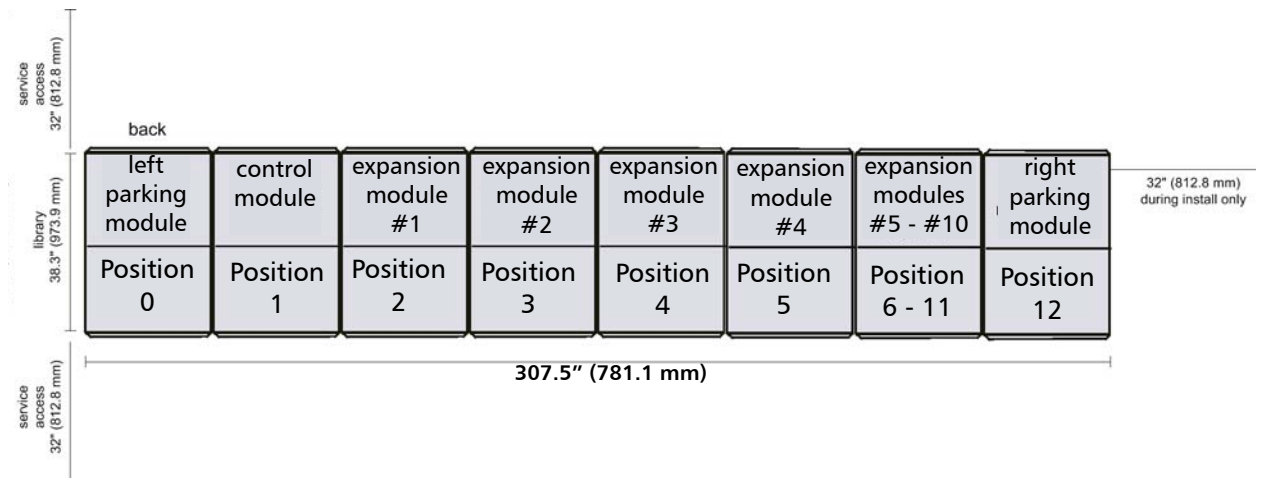 service
access
32" (812.8 mm)
back
library
38.3" (973.9 mm)
left
parking
module
control
module
expansion
module
#1
expansion
module
#2
expansion
module
#3
expansion
module
#4
expansion
modules
#5 - #10
right
parking
module
32" (812.8 mm)
during install only
Position
0
Position
1
Position
2
Position
3
Position
4
Position
5
Position
6 - 11
Position
12
307.5” (781.1 mm)
service
access
32" (812.8 mm)